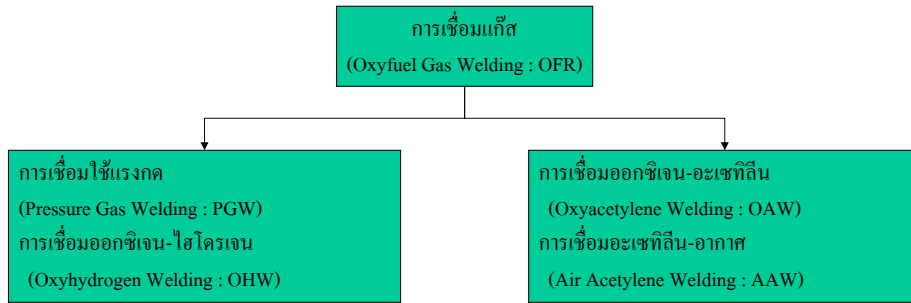 การเชื่อมแก๊ส
(Oxyfuel Gas Welding : OFR)
การเชื่อมใช้แรงกด
(Pressure Gas Welding : PGW)
การเชื่อมออกซิเจน-ไฮโดรเจน
(Oxyhydrogen Welding : OHW)
การเชื่อมออกซิเจน-อะเซทิลีน
(Oxyacetylene Welding : OAW)
การเชื่อมอะเซทิลีน-อากาศ
(Air Acetylene Welding : AAW)